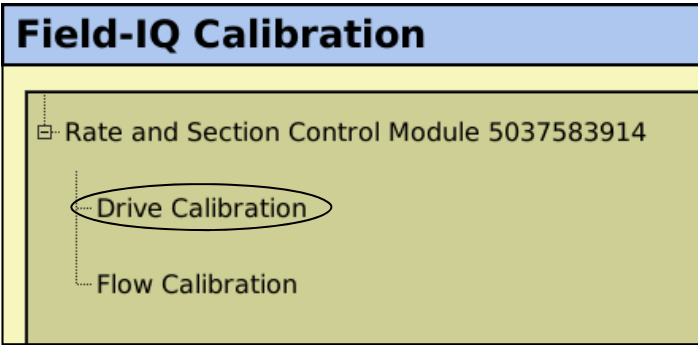 Field-IQ Calibration
Rate and Section Control Module 5037583914
Drive Calibration
Flow Calibration